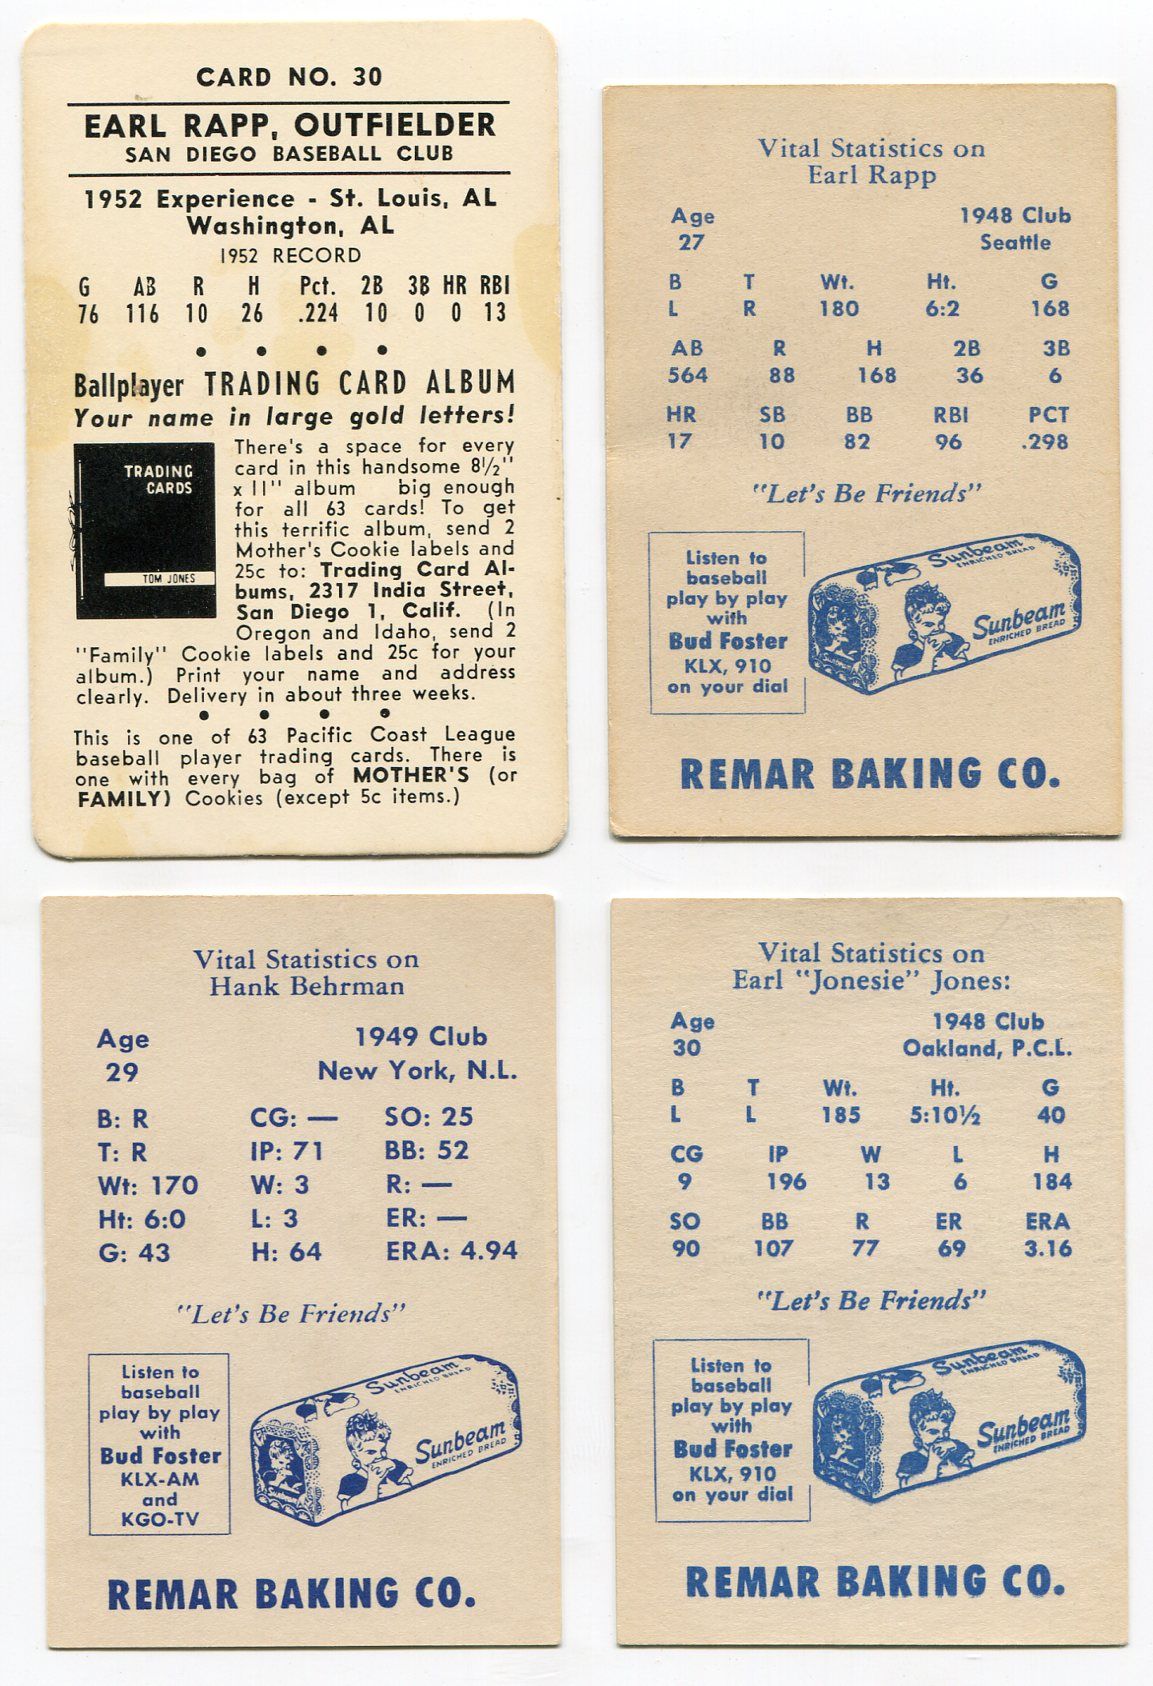 CARD NO. 30
EARL RAPP, OUTFIELDER
SAN DIEGO BASEBALL CLUB
1952 Experience - St. Louis, AL
Washington, AL
1952 RECORD
G AB R H Pct. 2B 3B HR RBI
76 116 10 26 .224 10 0 0 13
• • • •
Ballplayer TRADING CARD ALBUM
Your name in large gold letters!
TRADING
CARDS
TOM JONES
There's a space for every
card in this handsome 8½"
x 11" album big enough
for all 63 cards! To get
this terrific album, send 2
Mother's Cookie labels and
25c to: Trading Card Al-
bums, 2317 India Street,
San Diego 1, Calif. (In
Oregon and Idaho, send 2
"Family" Cookie labels and 25c for your
album.) Print your name and address
clearly. Delivery in about three weeks.
• • • •
This is one of 63 Pacific Coast League
baseball player trading cards. There is
one with every bag of MOTHER'S (or
FAMILY) Cookies (except 5c items.)
Vital Statistics on
Earl Rapp
Age 1948 Club
27 Seattle
B T Wt. Ht. G
L R 180 6:2 168
AB R H 2B 3B
564 88 168 36 6
HR SB BB RBI PCT
17 10 82 96 .298
"Let's Be Friends"
Listen to
baseball
play by play
with
Bud Foster
KLX, 910
on your dial
Sunbeam
ENRICHED BREAD
Sunbeam
ENRICHED BREAD
REMAR BAKING CO.
Vital Statistics on
Hank Behrman
Age 1949 Club
29 New York, N.L.
B: R CG: — SO: 25
T: R IP: 71 BB: 52
Wt: 170 W: 3 R: —
Ht: 6:0 L: 3 ER: —
G: 43 H: 64 ERA: 4.94
"Let's Be Friends"
Listen to
baseball
play by play
with
Bud Foster
KLX-AM
and
KGO-TV
Sunbeam
ENRICHED BREAD
Sunbeam
ENRICHED BREAD
REMAR BAKING CO.
Vital Statistics on
Earl "Jonesie" Jones:
Age 1948 Club
30 Oakland, P.C.L.
B T Wt. Ht. G
L L 185 5:10½ 40
CG IP W L H
9 196 13 6 184
SO BB R ER ERA
90 107 77 69 3.16
"Let's Be Friends"
Listen to
baseball
play by play
with
Bud Foster
KLX, 910
on your dial
Sunbeam
ENRICHED BREAD
Sunbeam
ENRICHED BREAD
REMAR BAKING CO.